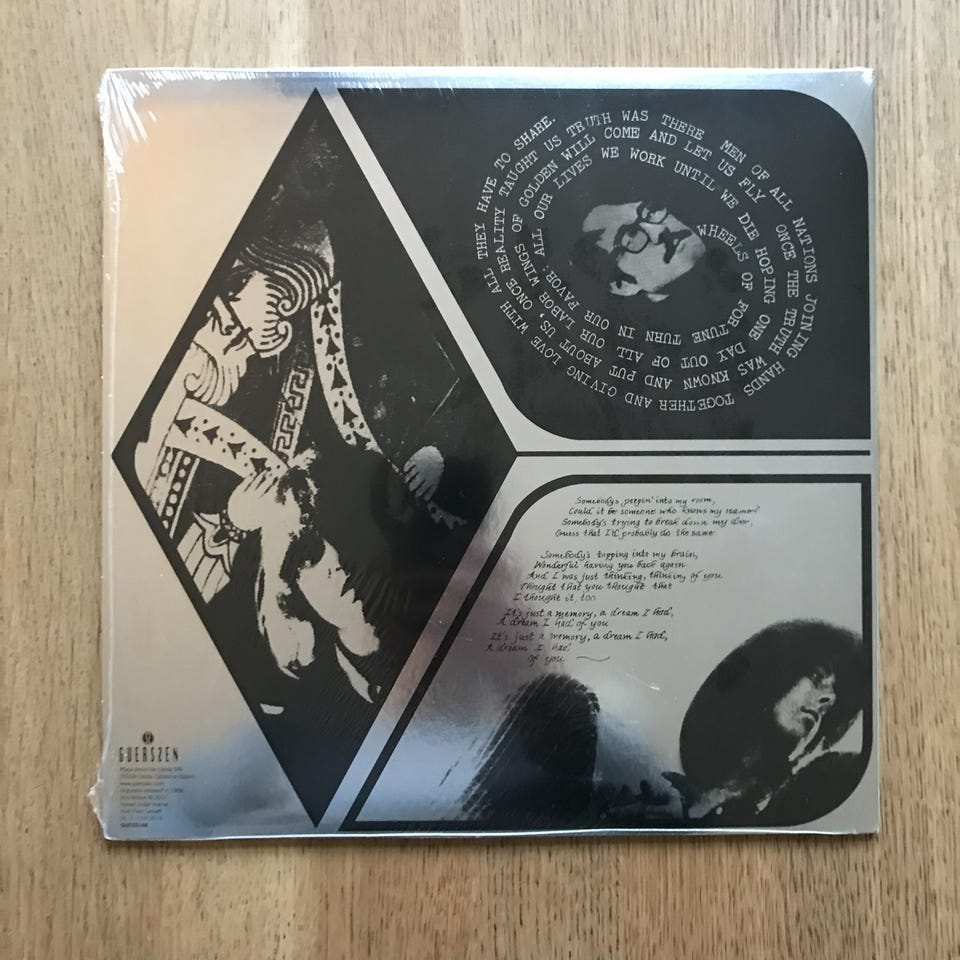 WHEELS OF FORTUNE TURN IN OUR FAVOR: ALL OUR LIVES WE WORK UNTIL WE DIE HOPING ONE DAY OUT OF ALL OUR LABOR WINGS OF GOLDEN WILL COME AND LET US FLY ONCE THE TRUTH WAS KNOWN AND PUT ABOUT US, ONCE REALITY TAUGHT US TRUTH WAS THERE MEN OF ALL NATIONS JOINING HANDS TOGETHER AND GIVING LOVE WITH ALL THEY HAVE TO SHARE.
Somebody's peepin' into my room,
Could it be someone who knows my name?
Somebody's trying to break down my door,
Guess that I'd probably do the same.
Somebody's tapping into my brain,
Wonderful having you back again
And I was just thinking, thinking of you
Thought that you thought that
I thought it, too
It's just a memory, a dream I had,
A dream I had of you
It's just a memory, a dream I had,
A dream I had
of you
GUERSSEN
www.guerssen.com